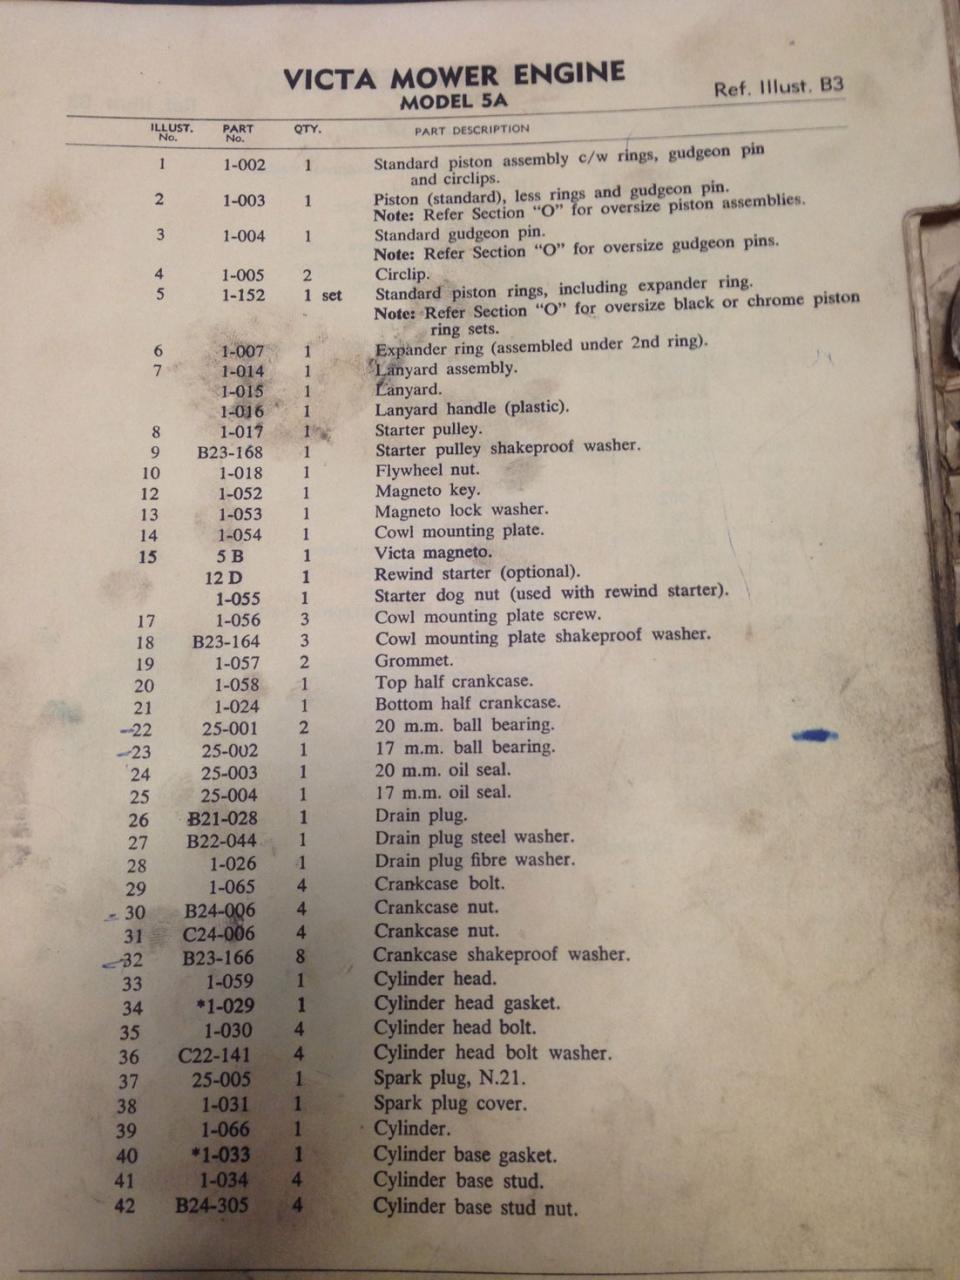 VICTA MOWER ENGINE
MODEL 5A
Ref. Illust. B3
ILLUST. No. PART No. QTY. PART DESCRIPTION
1 1-002 1 Standard piston assembly c/w rings, gudgeon pin
and circlips.
2 1-003 1 Piston (standard), less rings and gudgeon pin.
Note: Refer Section "O" for oversize piston assemblies.
3 1-004 1 Standard gudgeon pin.
Note: Refer Section "O" for oversize gudgeon pins.
4 1-005 2 Circlip.
5 1-152 1 set Standard piston rings, including expander ring.
Note: Refer Section "O" for oversize black or chrome piston
ring sets.
6 1-007 1 Expander ring (assembled under 2nd ring).
7 1-014 1 Lanyard assembly.
1-015 1 Lanyard.
1-016 1 Lanyard handle (plastic).
8 1-017 1 Starter pulley.
9 B23-168 1 Starter pulley shakeproof washer.
10 1-018 1 Flywheel nut.
12 1-052 1 Magneto key.
13 1-053 1 Magneto lock washer.
14 1-054 1 Cowl mounting plate.
15 5 B 1 Victa magneto.
12 D 1 Rewind starter (optional).
1-055 1 Starter dog nut (used with rewind starter).
17 1-056 3 Cowl mounting plate screw.
18 B23-164 3 Cowl mounting plate shakeproof washer.
19 1-057 2 Grommet.
20 1-058 1 Top half crankcase.
21 1-024 1 Bottom half crankcase.
22 25-001 2 20 m.m. ball bearing.
23 25-002 1 17 m.m. ball bearing.
24 25-003 1 20 m.m. oil seal.
25 25-004 1 17 m.m. oil seal.
26 B21-028 1 Drain plug.
27 B22-044 1 Drain plug steel washer.
28 1-026 1 Drain plug fibre washer.
29 1-065 4 Crankcase bolt.
30 B24-006 4 Crankcase nut.
31 C24-006 4 Crankcase nut.
32 B23-166 8 Crankcase shakeproof washer.
33 1-059 1 Cylinder head.
34 *1-029 1 Cylinder head gasket.
35 1-030 4 Cylinder head bolt.
36 C22-141 4 Cylinder head bolt washer.
37 25-005 1 Spark plug, N.21.
38 1-031 1 Spark plug cover.
39 1-066 1 Cylinder.
40 *1-033 1 Cylinder base gasket.
41 1-034 4 Cylinder base stud.
42 B24-305 4 Cylinder base stud nut.